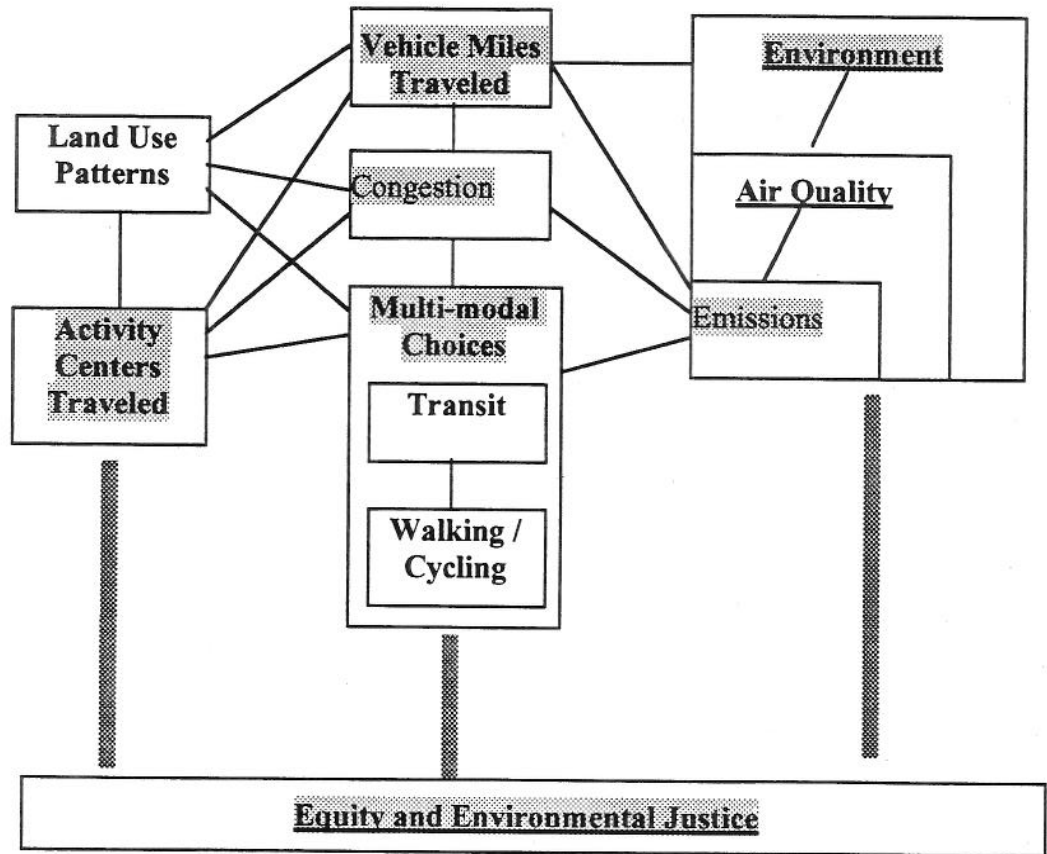 Vehicle Miles
Traveled
Environment
Land Use
Patterns
Congestion
Air Quality
Activity
Centers
Traveled
Multi-modal
Choices
Emissions
Transit
Walking /
Cycling
Equity and Environmental Justice